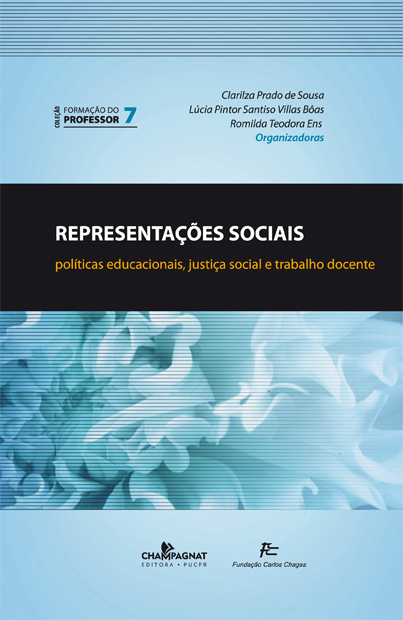 Clarilza Prado de Sousa
Lúcia Pintor Santiso Villas Bôas
Romilda Teodora Ens
Organizadoras
COLEÇÃO
FORMAÇÃO DO
PROFESSOR 7
REPRESENTAÇÕES SOCIAIS
políticas educacionais, justiça social e trabalho docente
CHAMPAGNAT
EDITORA • PUCPR
FCC
Fundação Carlos Chagas